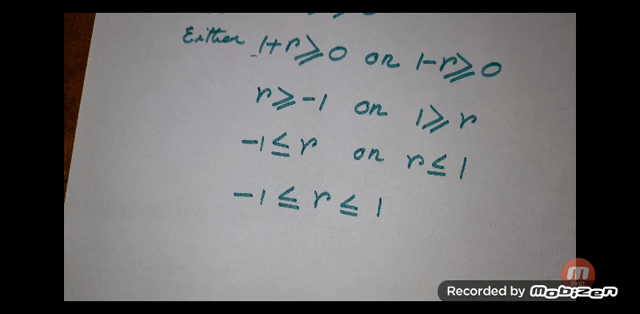 Either 1+r≥0 or 1-r≥0
r≥-1 or 1≥r
-1≤r or r≤1
-1≤r≤1
Recorded by mobizen